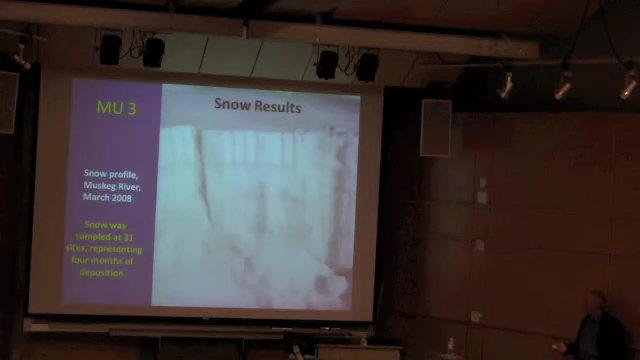 MU 3
Snow Results
Snow profile,
Muskeg River,
March 2008
Snow was
sampled at 31
sites, representing
four months of
deposition.